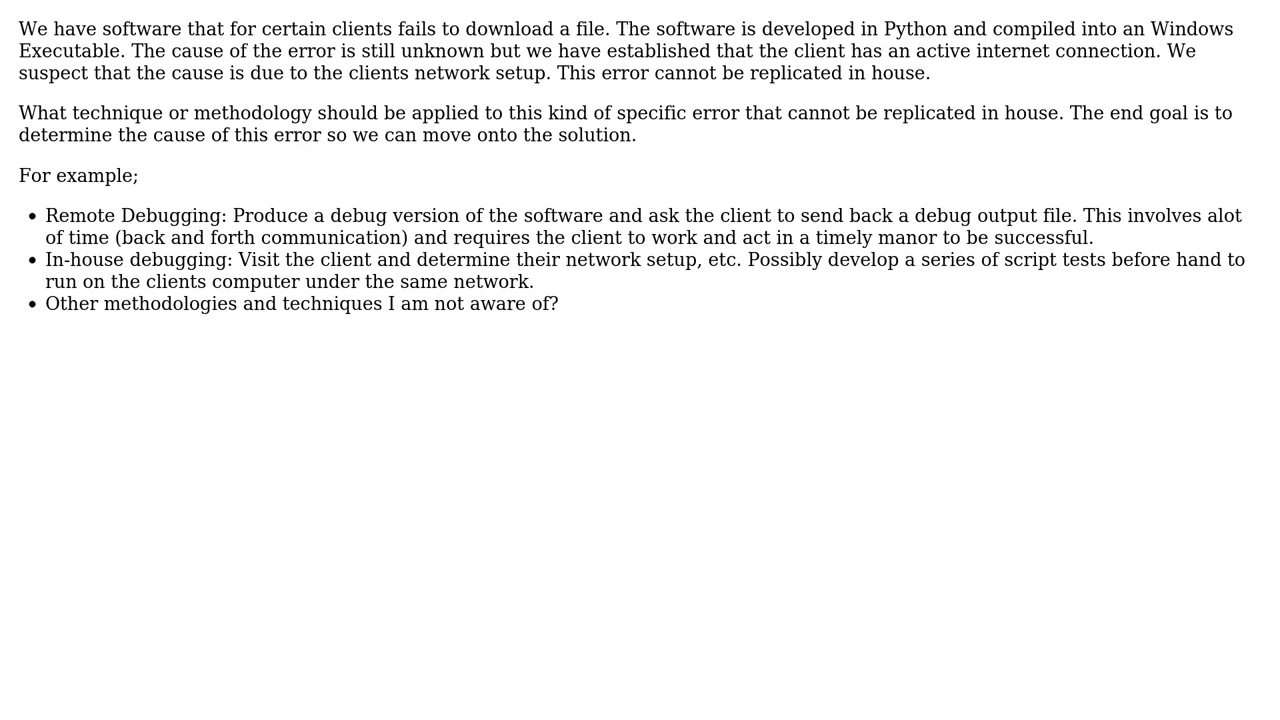 We have software that for certain clients fails to download a file. The software is developed in Python and compiled into an Windows
Executable. The cause of the error is still unknown but we have established that the client has an active internet connection. We
suspect that the cause is due to the clients network setup. This error cannot be replicated in house.
What technique or methodology should be applied to this kind of specific error that cannot be replicated in house. The end goal is to
determine the cause of this error so we can move onto the solution.
For example;
• Remote Debugging: Produce a debug version of the software and ask the client to send back a debug output file. This involves alot
of time (back and forth communication) and requires the client to work and act in a timely manor to be successful.
• In-house debugging: Visit the client and determine their network setup, etc. Possibly develop a series of script tests before hand to
run on the clients computer under the same network.
• Other methodologies and techniques I am not aware of?